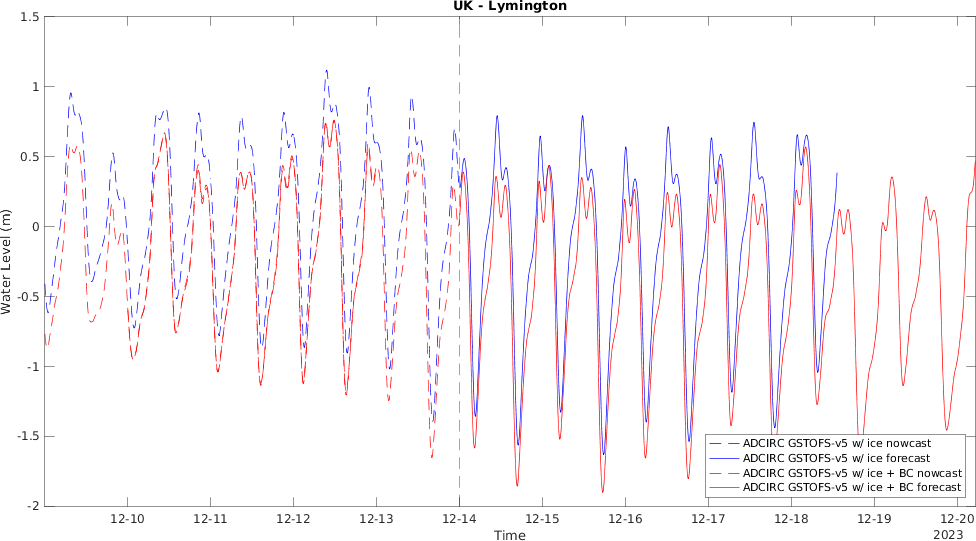 UK - Lymington
1.5
1
0.5
0
-0.5
-1
-1.5
-2
Water Level (m)
ADCIRC GSTOFS-v5 w/ ice nowcast
ADCIRC GSTOFS-v5 w/ ice forecast
ADCIRC GSTOFS-v5 w/ ice + BC nowcast
ADCIRC GSTOFS-v5 w/ ice + BC forecast
12-10 12-11 12-12 12-13 12-14 12-15 12-16 12-17 12-18 12-19 12-20
Time
2023